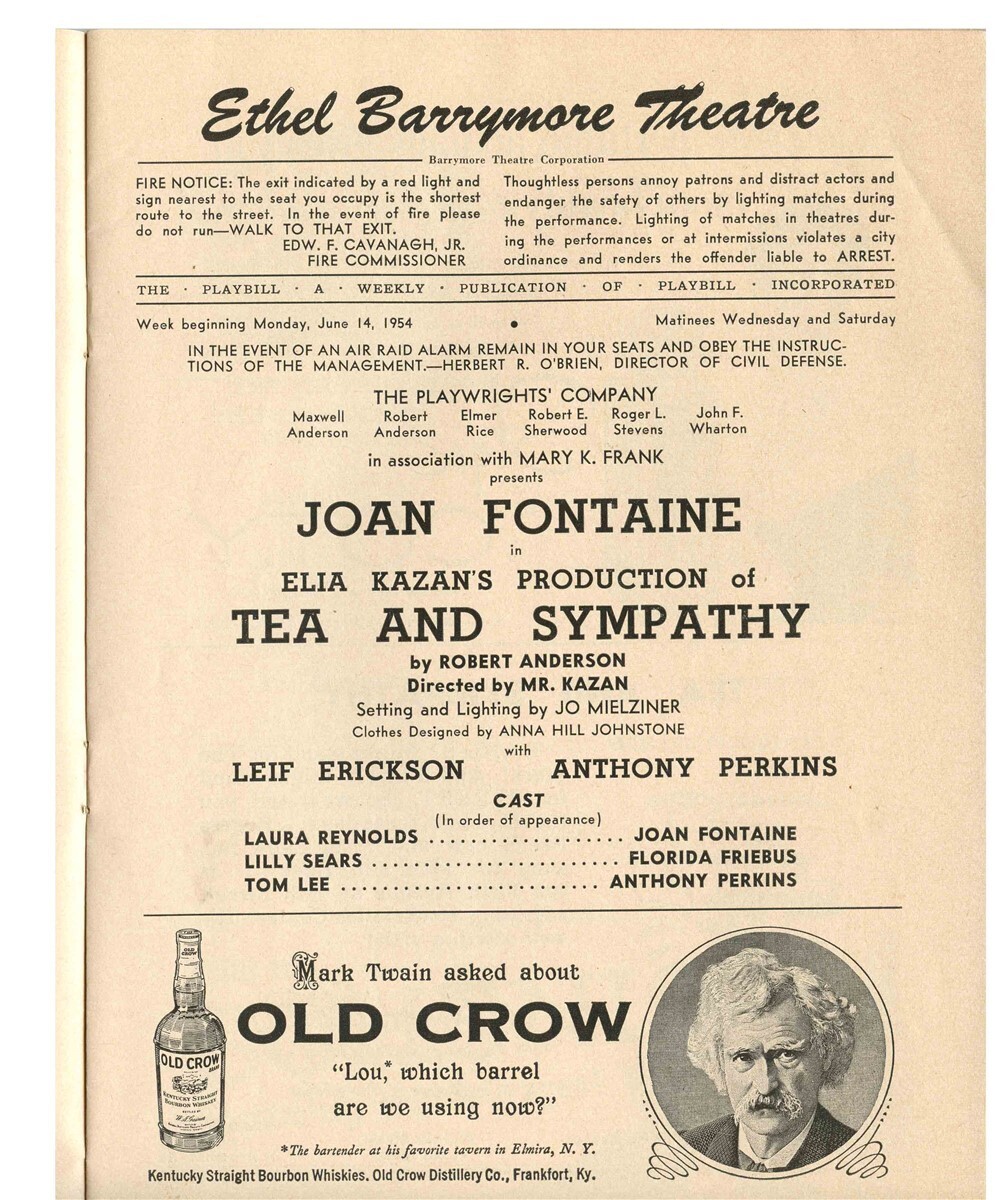 Ethel Barrymore Theatre
Barrymore Theatre Corporation
FIRE NOTICE: The exit indicated by a red light and
sign nearest to the seat you occupy is the shortest
route to the street. In the event of fire please
do not run—WALK TO THAT EXIT.
EDW. F. CAVANAGH, JR.
FIRE COMMISSIONER
Thoughtless persons annoy patrons and distract actors and
endanger the safety of others by lighting matches during
the performance. Lighting of matches in theatres dur-
ing the performances or at intermissions violates a city
ordinance and renders the offender liable to ARREST.
THE · PLAYBILL · A · WEEKLY · PUBLICATION · OF · PLAYBILL · INCORPORATED
Week beginning Monday, June 14, 1954 • Matinees Wednesday and Saturday
IN THE EVENT OF AN AIR RAID ALARM REMAIN IN YOUR SEATS AND OBEY THE INSTRUC-
TIONS OF THE MANAGEMENT.—HERBERT R. O'BRIEN, DIRECTOR OF CIVIL DEFENSE.
THE PLAYWRIGHTS' COMPANY
Maxwell Robert Elmer Robert E. Roger L. John F.
Anderson Anderson Rice Sherwood Stevens Wharton
in association with MARY K. FRANK
presents
JOAN FONTAINE
in
ELIA KAZAN'S PRODUCTION of
TEA AND SYMPATHY
by ROBERT ANDERSON
Directed by MR. KAZAN
Setting and Lighting by JO MIELZINER
Clothes Designed by ANNA HILL JOHNSTONE
with
LEIF ERICKSON ANTHONY PERKINS
CAST
(In order of appearance)
LAURA REYNOLDS .................... JOAN FONTAINE
LILLY SEARS ......................... FLORIDA FRIEBUS
TOM LEE .......................... ANTHONY PERKINS
Mark Twain asked about
OLD CROW
"Lou,* which barrel
are we using now?"
*The bartender at his favorite tavern in Elmira, N. Y.
Kentucky Straight Bourbon Whiskies. Old Crow Distillery Co., Frankfort, Ky.
OLD CROW
OLD CROW
BRAND
KENTUCKY STRAIGHT
BOURBON WHISKEY